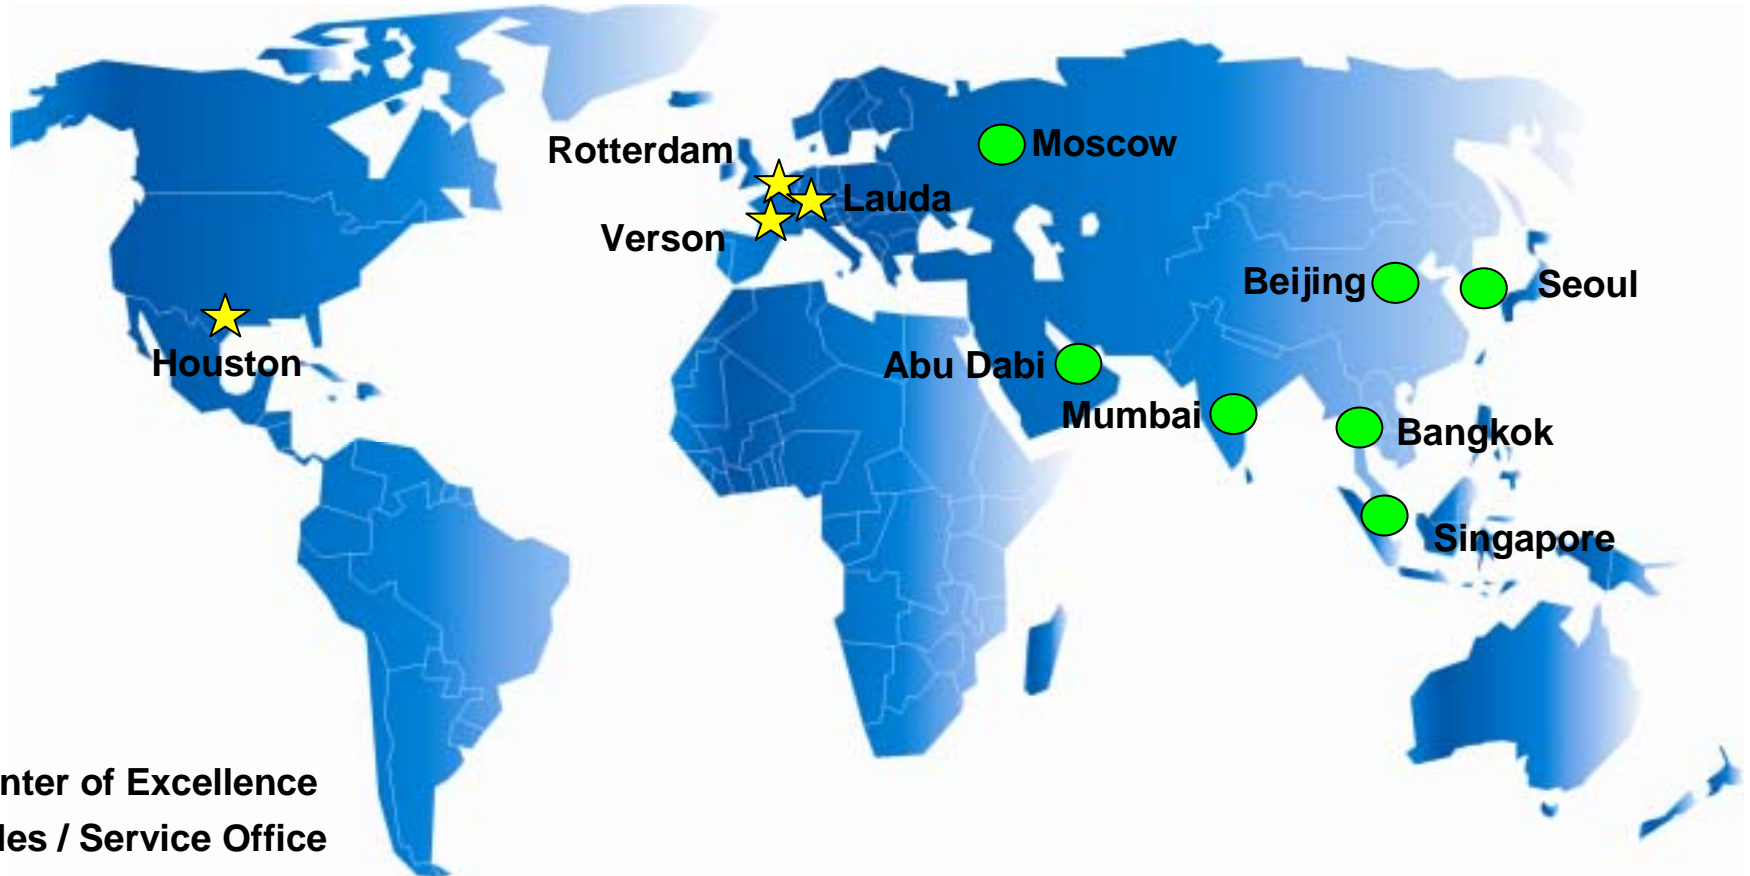 Rotterdam
Moscow
Lauda
Verson
Beijing
Seoul
Houston
Abu Dabi
Mumbai
Bangkok
Singapore
nter of Excellence
les / Service Office